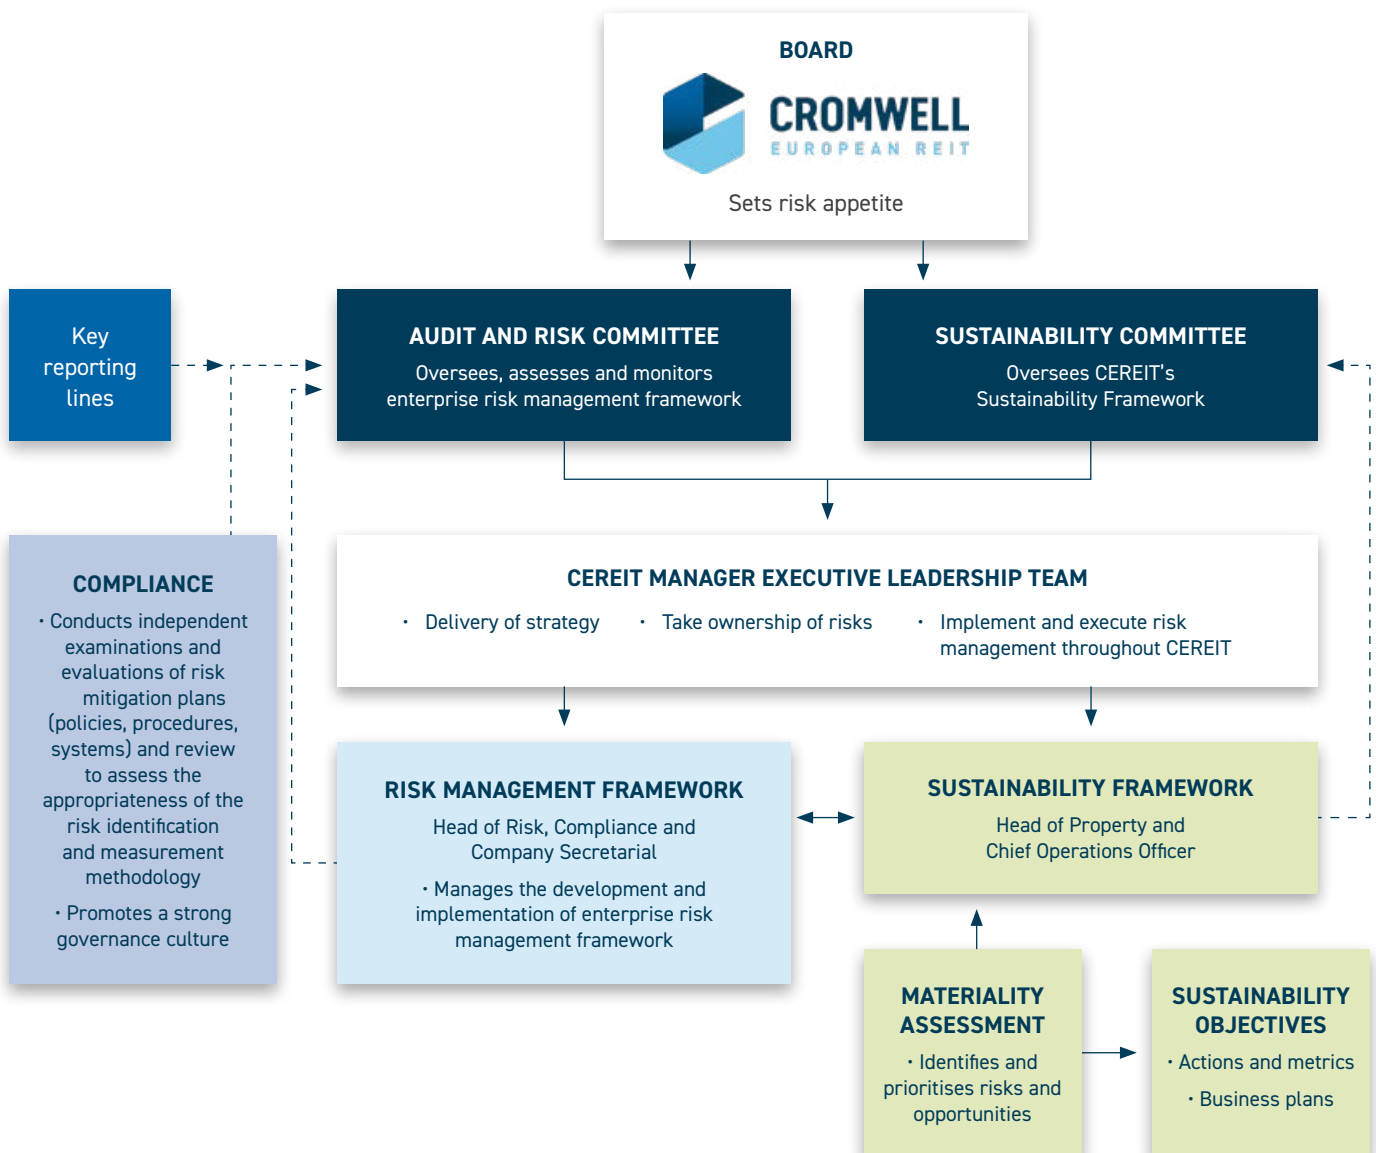 BOARD
CROMWELL
EUROPEAN REIT
Sets risk appetite
Key
reporting
lines
AUDIT AND RISK COMMITTEE
Oversees, assesses and monitors
enterprise risk management framework
SUSTAINABILITY COMMITTEE
Oversees CEREIT's
Sustainability Framework
COMPLIANCE
· Conducts independent
examinations and
evaluations of risk
mitigation plans
(policies, procedures,
systems) and review
to assess the
appropriateness of the
risk identification
and measurement
methodology
· Promotes a strong
governance culture
CEREIT MANAGER EXECUTIVE LEADERSHIP TEAM
· Delivery of strategy
· Take ownership of risks
· Implement and execute risk
management throughout CEREIT
RISK MANAGEMENT FRAMEWORK
Head of Risk, Compliance and
Company Secretarial
· Manages the development and
implementation of enterprise risk
management framework
SUSTAINABILITY FRAMEWORK
Head of Property and
Chief Operations Officer
MATERIALITY
ASSESSMENT
· Identifies and
prioritises risks and
opportunities
SUSTAINABILITY
OBJECTIVES
· Actions and metrics
· Business plans